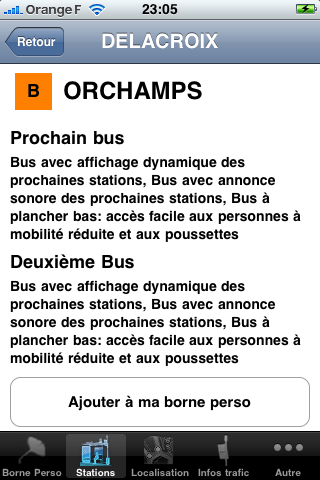 Orange F 23:05
Retour DELACROIX
B ORCHAMPS
Prochain bus
Bus avec affichage dynamique des
prochaines stations, Bus avec annonce
sonore des prochaines stations, Bus à
plancher bas: accès facile aux personnes à
mobilité réduite et aux poussettes
Deuxième Bus
Bus avec affichage dynamique des
prochaines stations, Bus avec annonce
sonore des prochaines stations, Bus à
plancher bas: accès facile aux personnes à
mobilité réduite et aux poussettes
Ajouter à ma borne perso
Borne Perso Stations Localisation Infos trafic Autre